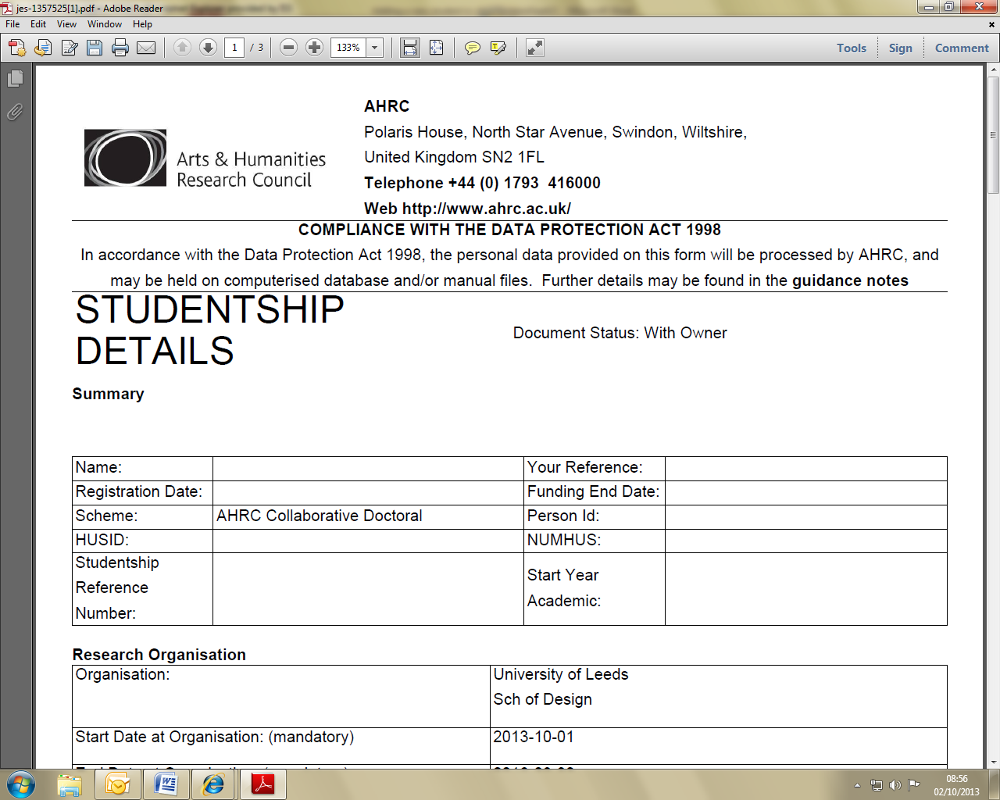 jes-1357525[1].pdf - Adobe Reader
File Edit View Window Help
1 / 3 133% Tools Sign Comment
Arts & Humanities
Research Council
AHRC
Polaris House, North Star Avenue, Swindon, Wiltshire,
United Kingdom SN2 1FL
Telephone +44 (0) 1793 416000
Web http://www.ahrc.ac.uk/
COMPLIANCE WITH THE DATA PROTECTION ACT 1998
In accordance with the Data Protection Act 1998, the personal data provided on this form will be processed by AHRC, and
may be held on computerised database and/or manual files. Further details may be found in the guidance notes
STUDENTSHIP
DETAILS
Document Status: With Owner
Summary
Name: Your Reference:
Registration Date: Funding End Date:
Scheme: AHRC Collaborative Doctoral Person Id:
HUSID: NUMHUS:
Studentship
Reference
Number:
Start Year
Academic:
Research Organisation
Organisation: University of Leeds
Sch of Design
Start Date at Organisation: (mandatory) 2013-10-01
08:56
02/10/2013